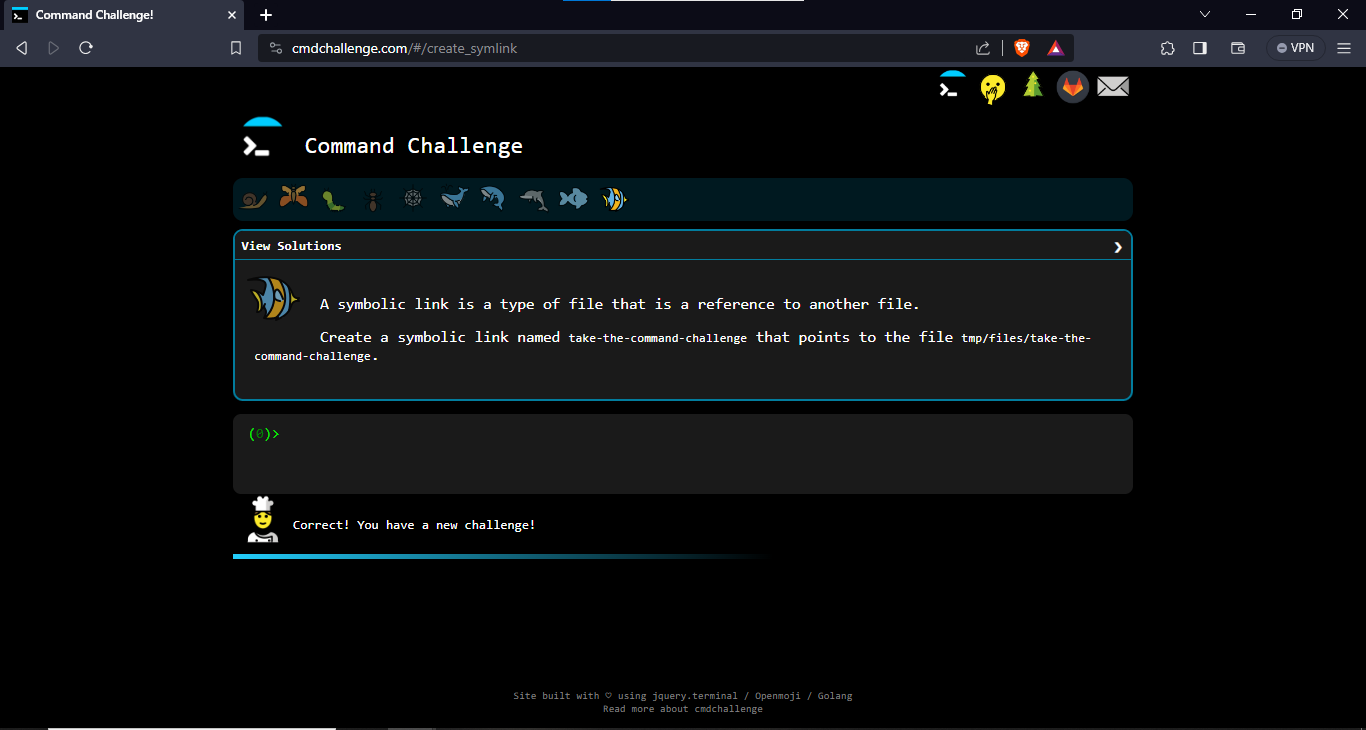 Command Challenge!
cmdchallenge.com/#/create_symlink
VPN
Command Challenge
View Solutions
A symbolic link is a type of file that is a reference to another file.
Create a symbolic link named take-the-command-challenge that points to the file tmp/files/take-the-
command-challenge.
(0)>
Correct! You have a new challenge!
Site built with ♡ using jquery.terminal / Openmoji / Golang
Read more about cmdchallenge